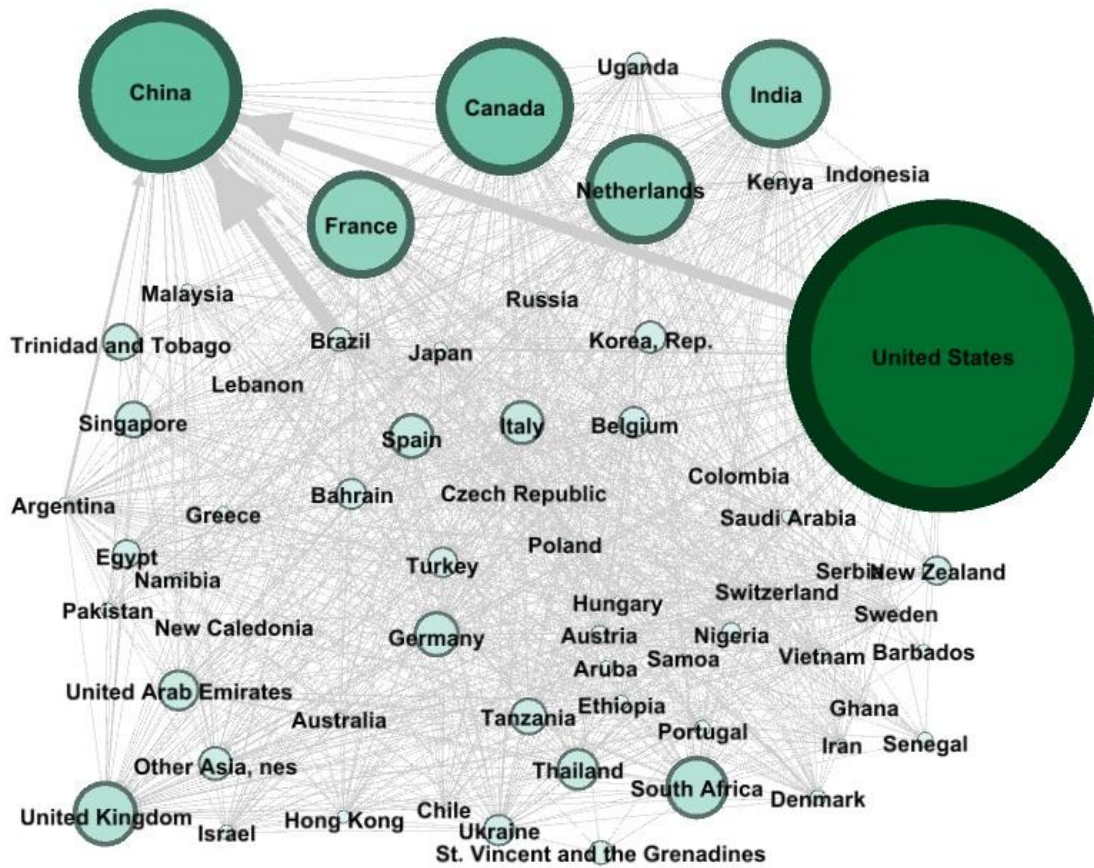 China
Canada
Uganda
India
Netherlands
Kenya
Indonesia
France
Malaysia
Russia
Trinidad and Tobago
Brazil
Japan
Korea, Rep.
United States
Lebanon
Singapore
Spain
Italy
Belgium
Colombia
Argentina
Greece
Bahrain
Czech Republic
Saudi Arabia
Egypt
Namibia
Turkey
Poland
Serbia
New Zealand
Switzerland
Pakistan
New Caledonia
Germany
Hungary
Austria
Nigeria
Sweden
Aruba
Samoa
Vietnam
Barbados
United Arab Emirates
Australia
Tanzania
Ethiopia
Portugal
Ghana
Iran
Senegal
Other Asia, nes
Thailand
South Africa
Denmark
United Kingdom
Israel
Hong Kong
Chile
Ukraine
St. Vincent and the Grenadines